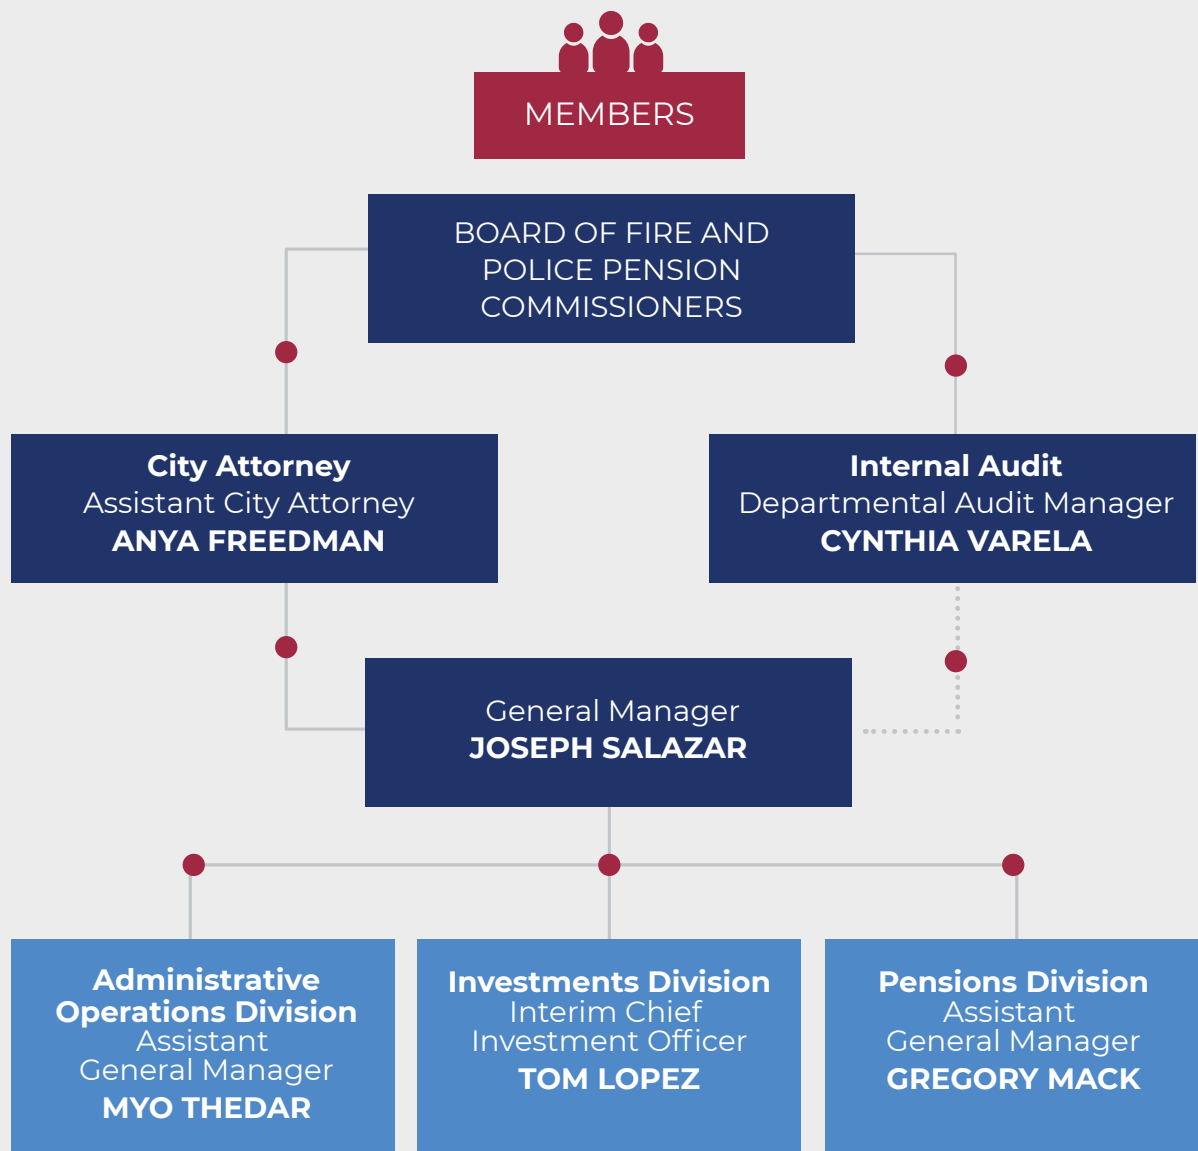 MEMBERS
BOARD OF FIRE AND
POLICE PENSION
COMMISSIONERS
City Attorney
Assistant City Attorney
ANYA FREEDMAN
Internal Audit
Departmental Audit Manager
CYNTHIA VARELA
General Manager
JOSEPH SALAZAR
Administrative
Operations Division
Assistant
General Manager
MYO THEDAR
Investments Division
Interim Chief
Investment Officer
TOM LOPEZ
Pensions Division
Assistant
General Manager
GREGORY MACK